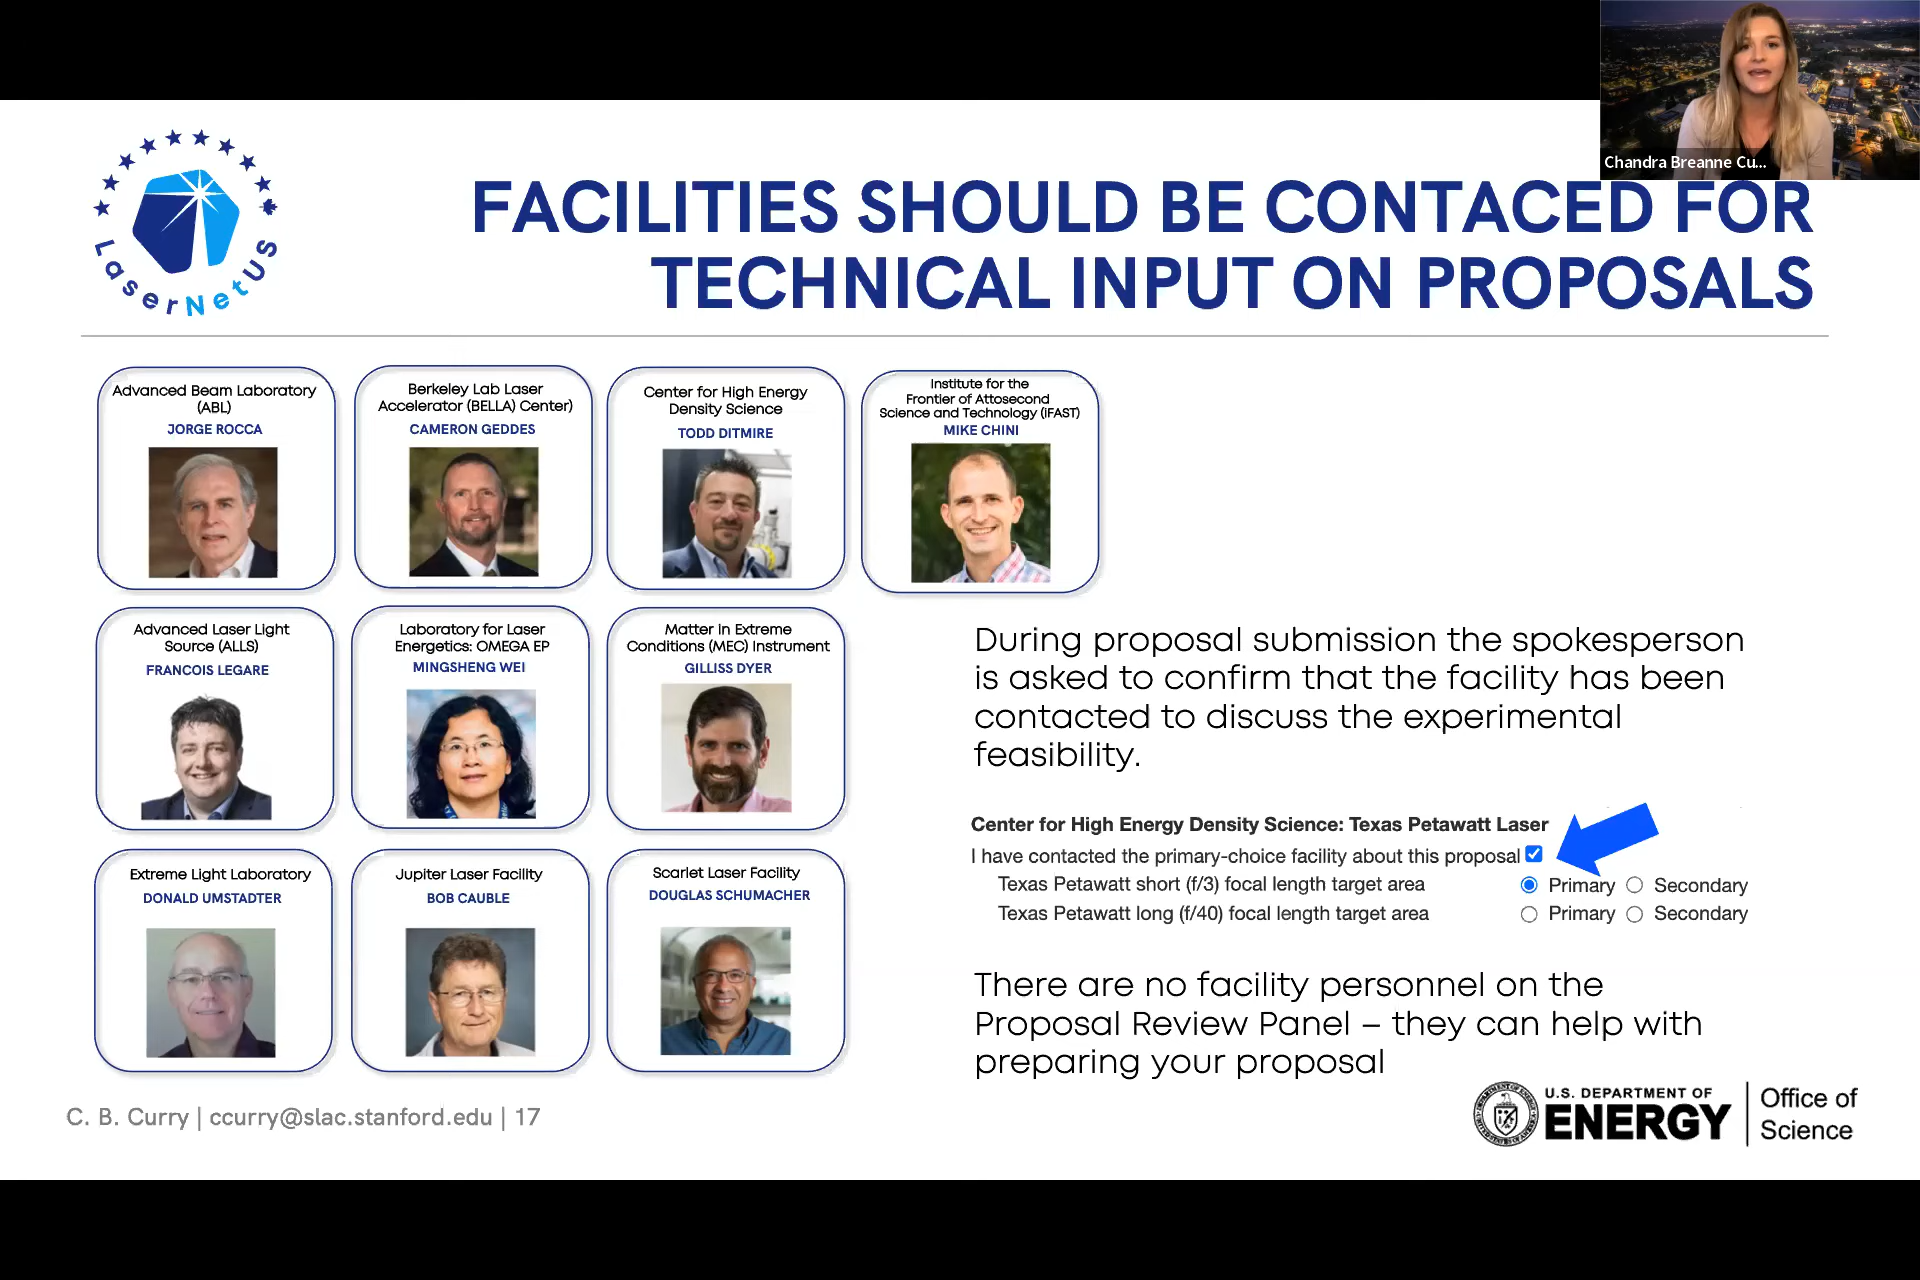 Chandra Breanne Cu...
LaserNetUS
FACILITIES SHOULD BE CONTACED FOR
TECHNICAL INPUT ON PROPOSALS
Advanced Beam Laboratory
(ABL)
JORGE ROCCA
Berkeley Lab Laser
Accelerator (BELLA) Center)
CAMERON GEDDES
Center for High Energy
Density Science
TODD DITMIRE
Institute for the
Frontier of Attosecond
Science and Technology (iFAST)
MIKE CHINI
Advanced Laser Light
Source (ALLS)
FRANCOIS LEGARE
Laboratory for Laser
Energetics: OMEGA EP
MINGSHENG WEI
Matter in Extreme
Conditions (MEC) Instrument
GILLISS DYER
Extreme Light Laboratory
DONALD UMSTADTER
Jupiter Laser Facility
BOB CAUBLE
Scarlet Laser Facility
DOUGLAS SCHUMACHER
During proposal submission the spokesperson
is asked to confirm that the facility has been
contacted to discuss the experimental
feasibility.
Center for High Energy Density Science: Texas Petawatt Laser
I have contacted the primary-choice facility about this proposal
Texas Petawatt short (f/3) focal length target area Primary Secondary
Texas Petawatt long (f/40) focal length target area Primary Secondary
There are no facility personnel on the
Proposal Review Panel – they can help with
preparing your proposal
C. B. Curry | ccurry@slac.stanford.edu | 17
U.S. DEPARTMENT OF
ENERGY
Office of
Science